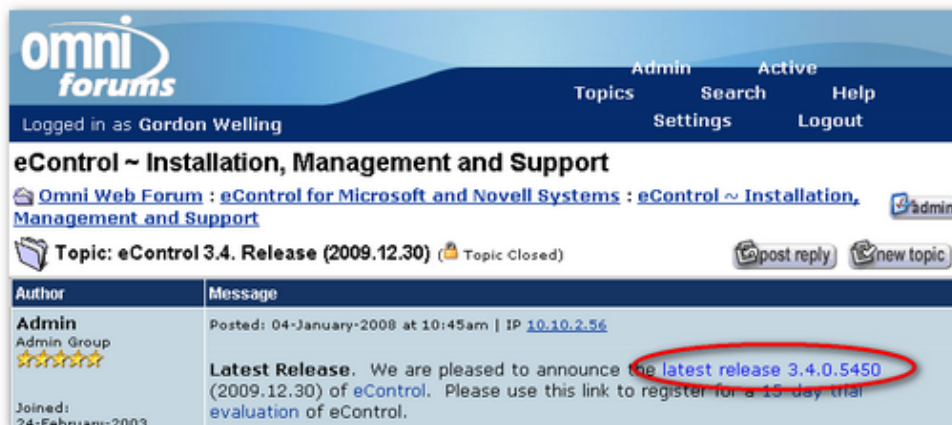 omni
forums
Admin Active
Topics Search Help
Logged in as Gordon Welling Settings Logout
eControl ~ Installation, Management and Support
Omni Web Forum : eControl for Microsoft and Novell Systems : eControl ~ Installation,
Management and Support
admin
Topic: eControl 3.4. Release (2009.12.30) (Topic Closed)
post reply new topic
Author Message
Admin
Admin Group
Posted: 04-January-2008 at 10:45am | IP 10.10.2.56
Latest Release. We are pleased to announce the latest release 3.4.0.5450
(2009.12.30) of eControl. Please use this link to register for a 15 day trial
evaluation of eControl.
Joined:
24-February-2003